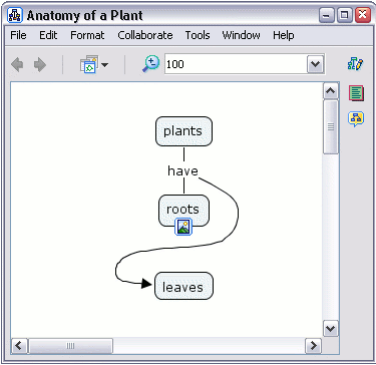 Anatomy of a Plant
File Edit Format Collaborate Tools Window Help
100
plants
have
roots
leaves